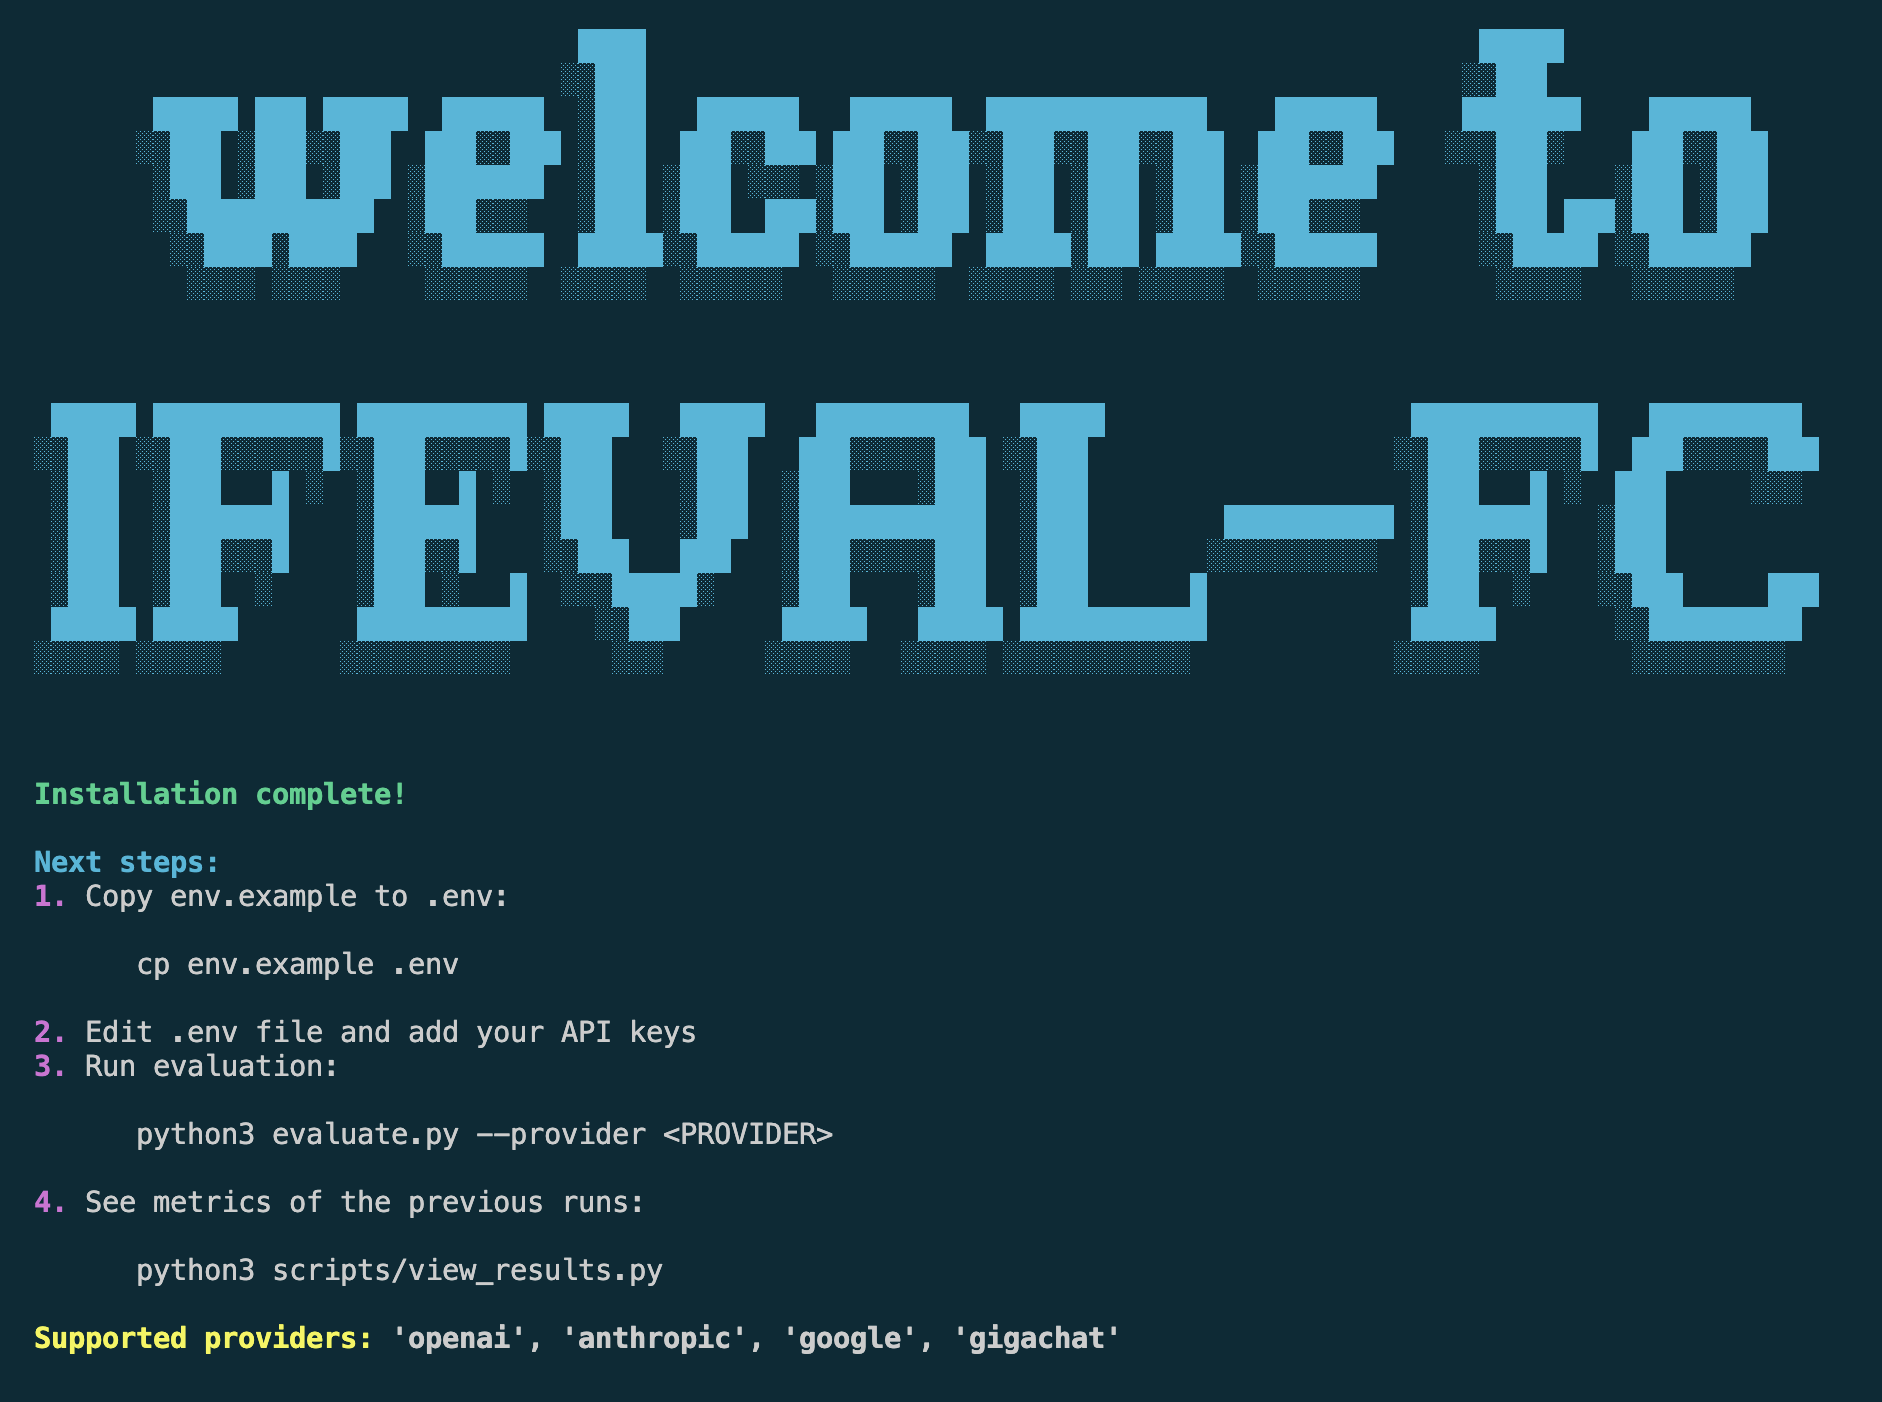 welcome to
IFEVAL-FC
Installation complete!
Next steps:
1. Copy env.example to .env:
cp env.example .env
2. Edit .env file and add your API keys
3. Run evaluation:
python3 evaluate.py --provider <PROVIDER>
4. See metrics of the previous runs:
python3 scripts/view_results.py
Supported providers: 'openai', 'anthropic', 'google', 'gigachat'